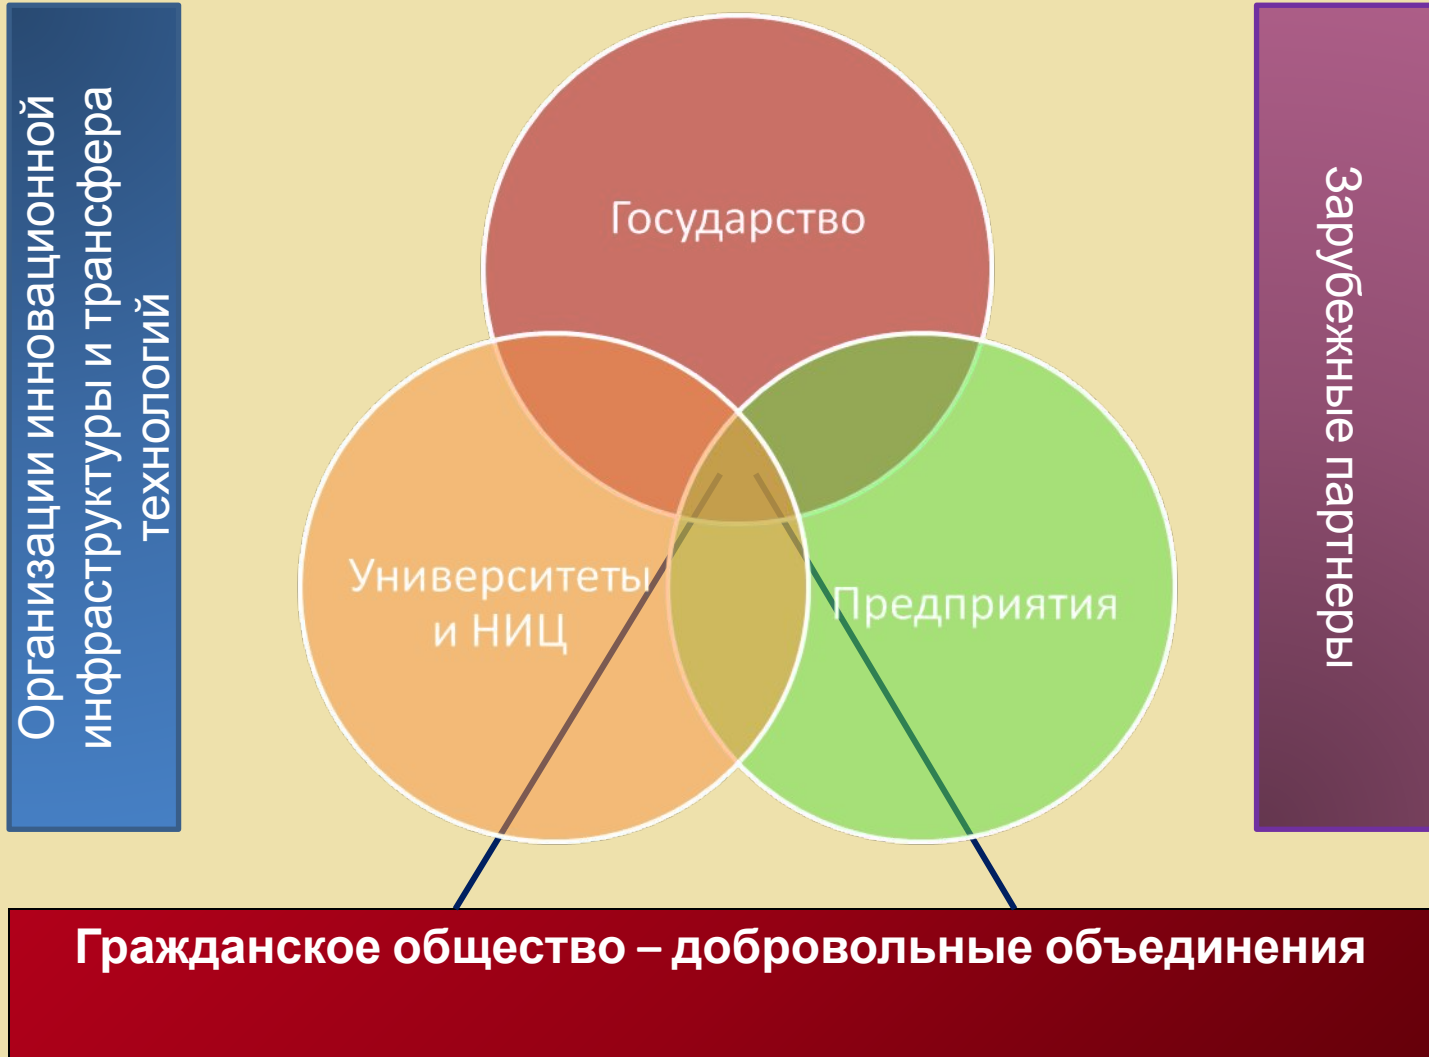 Организации инновационной
инфраструктуры и трансфера
технологий
Государство
Университеты
и НИЦ
Предприятия
Зарубежные партнеры
Гражданское общество – добровольные объединения